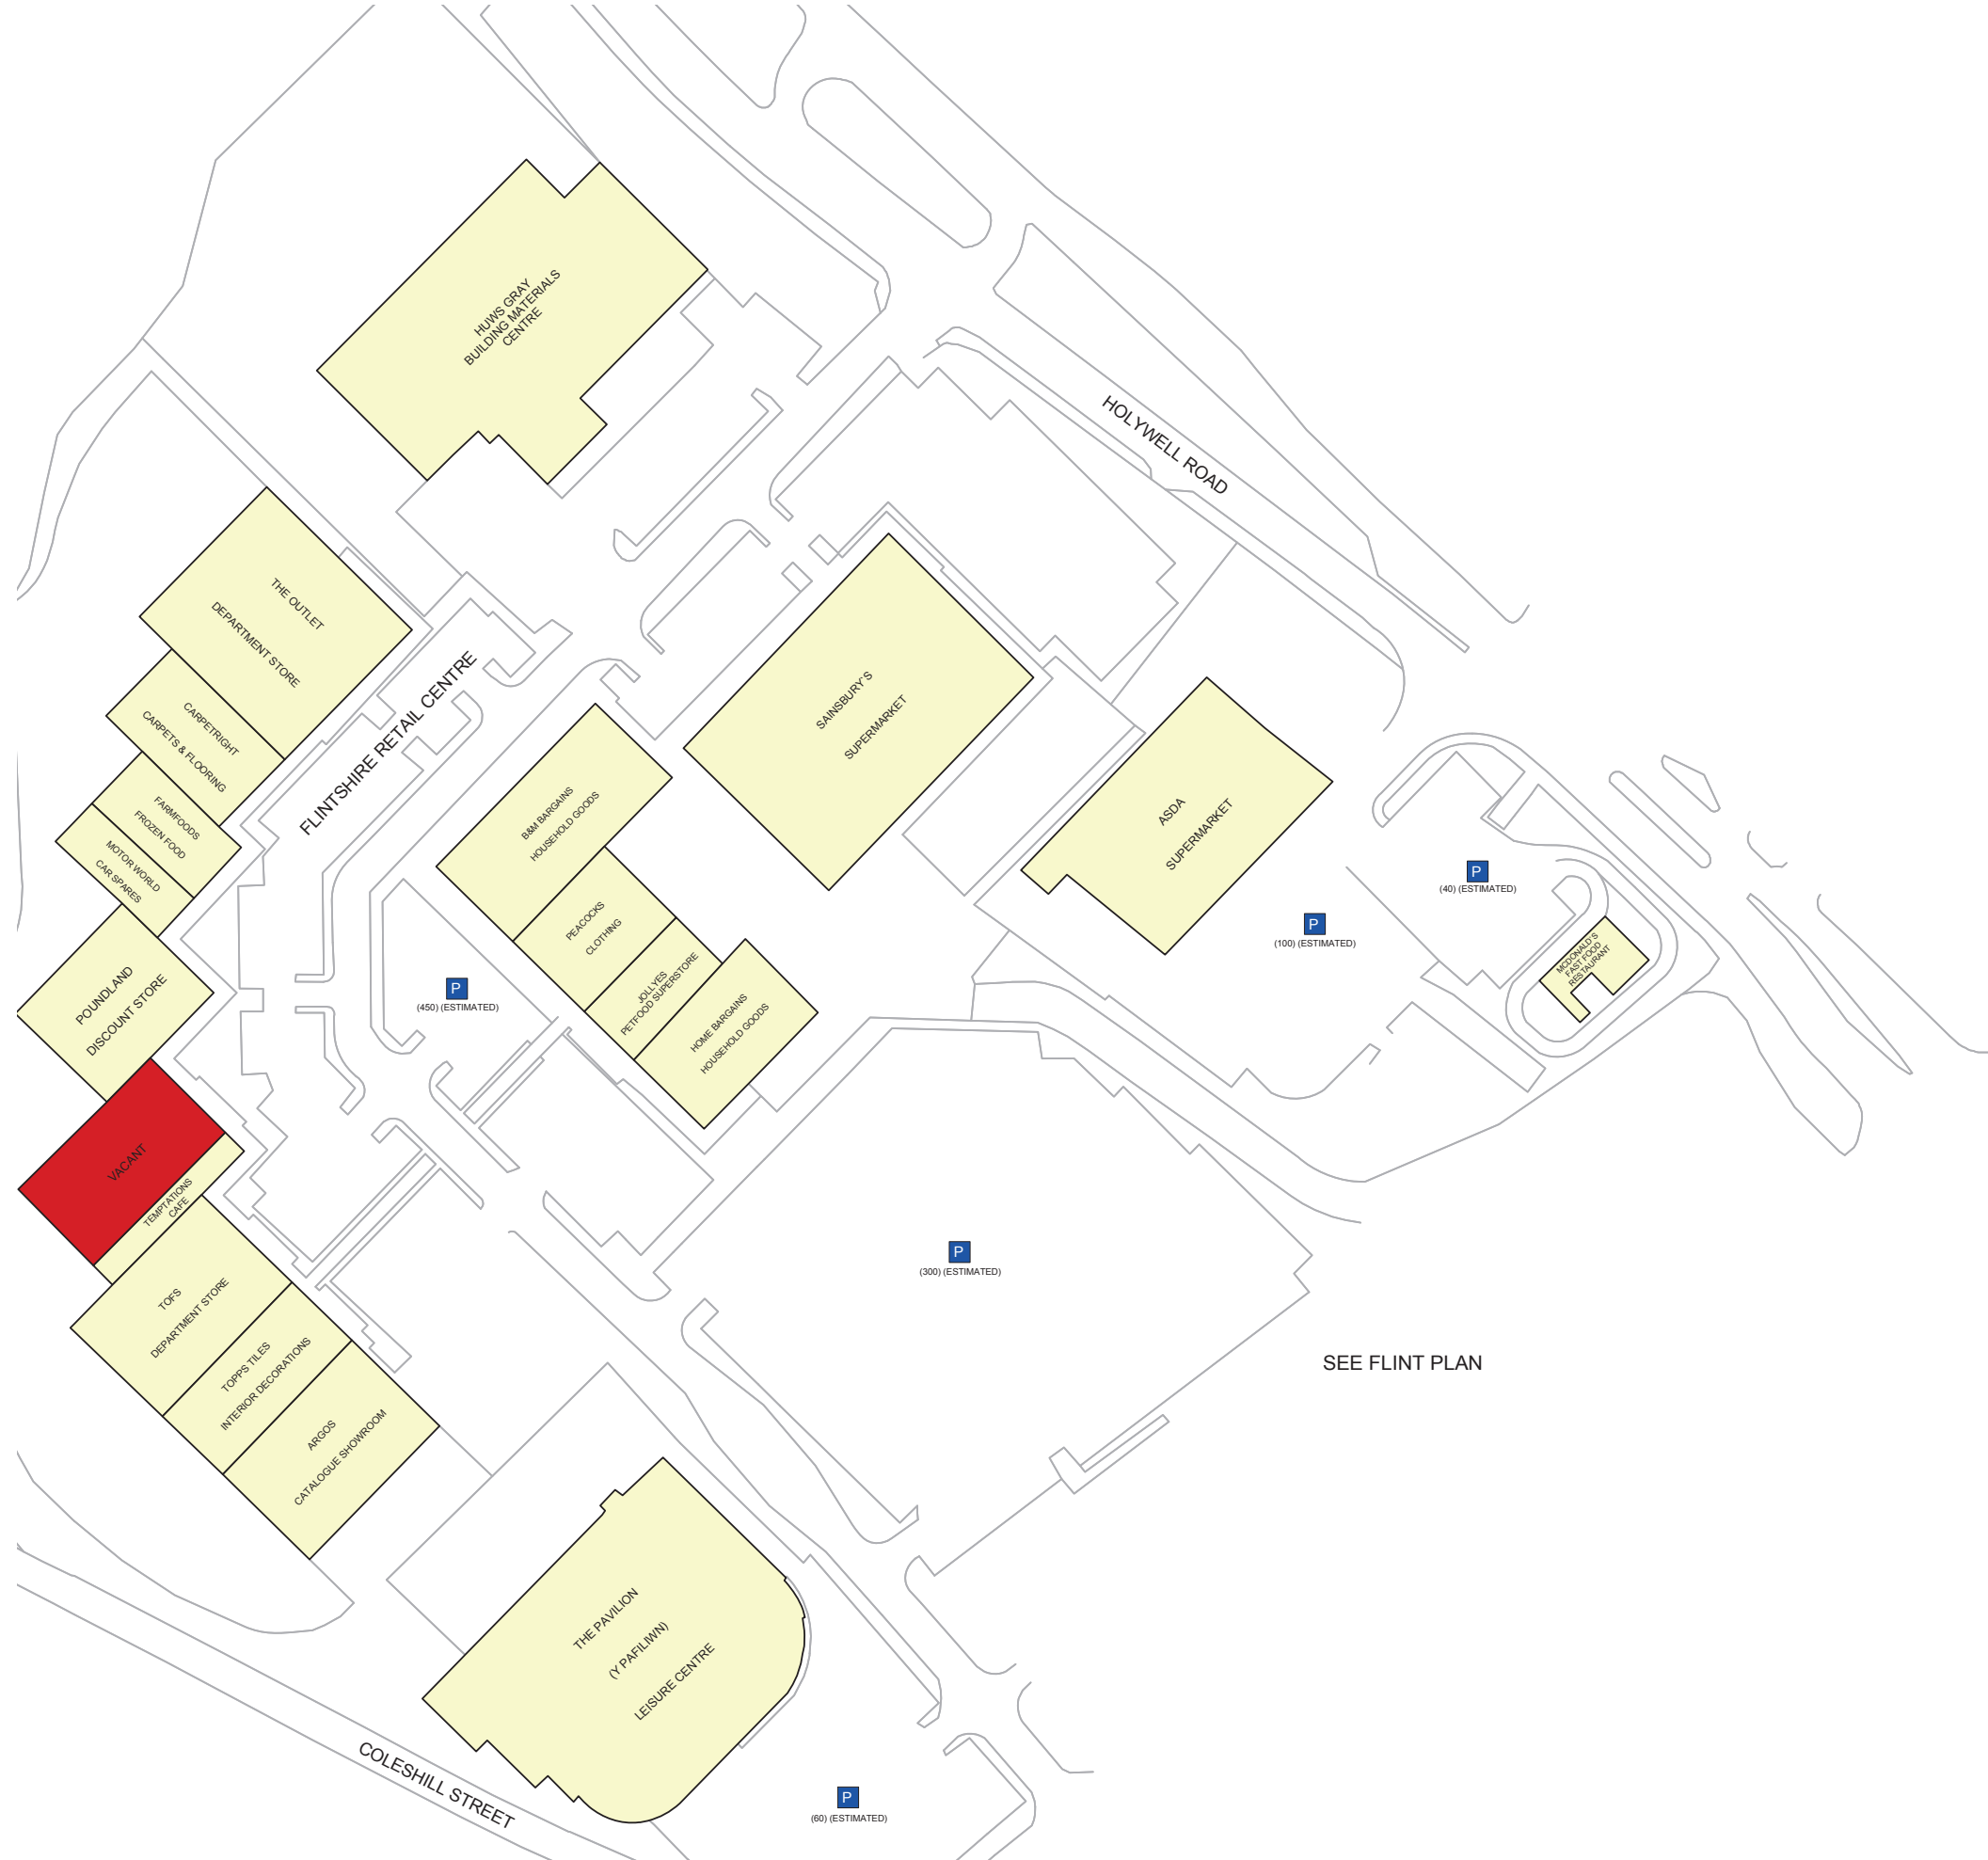 HUWS GRAY
BUILDING MATERIALS
CENTRE
HOLYWELL ROAD
THE OUTLET
DEPARTMENT STORE
FLINTSHIRE RETAIL CENTRE
CARPETRIGHT
CARPETS & FLOORING
FARMFOODS
FROZEN FOOD
MOTOR WORLD
CAR SPARES
SAINSBURY'S
SUPERMARKET
B&M BARGAINS
HOUSEHOLD GOODS
PEACOCKS
CLOTHING
JOLLYES
PETFOOD SUPERSTORE
HOME BARGAINS
HOUSEHOLD GOODS
ASDA
SUPERMARKET
P
(40) (ESTIMATED)
P
(100) (ESTIMATED)
MCDONALD'S
FAST FOOD
RESTAURANT
P
(450) (ESTIMATED)
POUNDLAND
DISCOUNT STORE
VACANT
TEMPTATIONS
CAFE
TOFS
DEPARTMENT STORE
TOPPS TILES
INTERIOR DECORATIONS
ARGOS
CATALOGUE SHOWROOM
P
(300) (ESTIMATED)
SEE FLINT PLAN
THE PAVILION
(Y PAFILIWN)
LEISURE CENTRE
COLESHILL STREET
P
(60) (ESTIMATED)